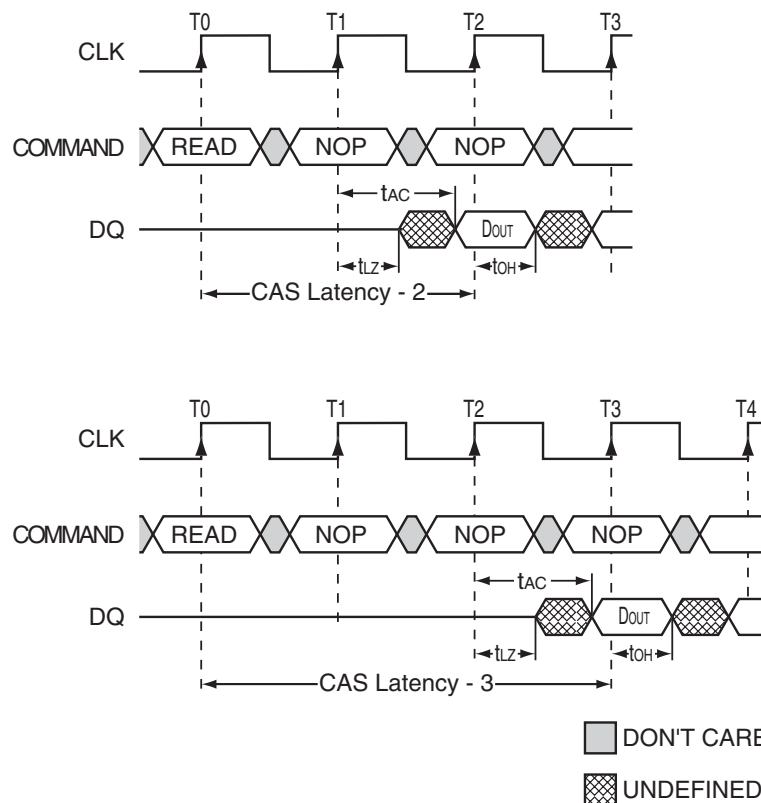 T0 T1 T2 T3
CLK
COMMAND READ NOP NOP
tAC
DQ DOUT
tLZ tOH
CAS Latency - 2
T0 T1 T2 T3 T4
CLK
COMMAND READ NOP NOP NOP
tAC
DQ DOUT
tLZ tOH
CAS Latency - 3
DON'T CARE
UNDEFINED